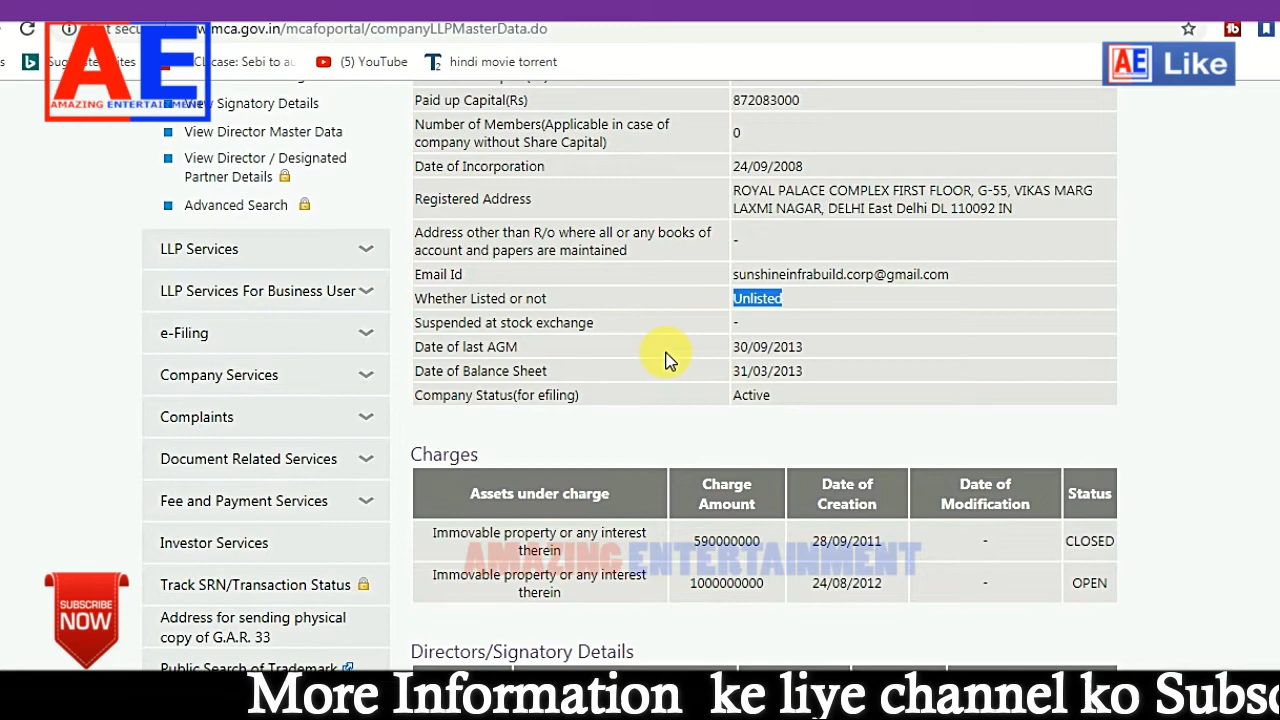 mca.gov.in/mcafoportal/companyLLPMasterData.do
CL case: Sebi to au
(5) YouTube
hindi movie torrent
AE
AMAZING ENTERTAINMENT
AE Like
View Signatory Details
View Director Master Data
View Director / Designated
Partner Details
Advanced Search
LLP Services
LLP Services For Business User
e-Filing
Company Services
Complaints
Document Related Services
Fee and Payment Services
Investor Services
Track SRN/Transaction Status
Address for sending physical
copy of G.A.R. 33
Public Search of Trademark
SUBSCRIBE
NOW
Paid up Capital(Rs) 872083000
Number of Members(Applicable in case of
company without Share Capital) 0
Date of Incorporation 24/09/2008
Registered Address ROYAL PALACE COMPLEX FIRST FLOOR, G-55, VIKAS MARG
LAXMI NAGAR, DELHI East Delhi DL 110092 IN
Address other than R/o where all or any books of
account and papers are maintained -
Email Id sunshineinfrabuild.corp@gmail.com
Whether Listed or not Unlisted
Suspended at stock exchange -
Date of last AGM 30/09/2013
Date of Balance Sheet 31/03/2013
Company Status(for efiling) Active
Charges
Assets under charge Charge Amount Date of Creation Date of Modification Status
Immovable property or any interest
therein 590000000 28/09/2011 - CLOSED
AMAZING ENTERTAINMENT
Immovable property or any interest
therein 1000000000 24/08/2012 - OPEN
Directors/Signatory Details
More Information ke liye channel ko Subsc